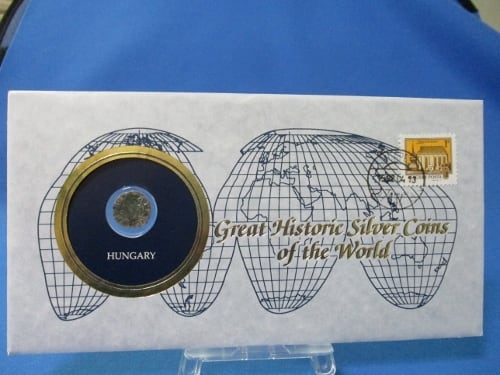 HUNGARY
Great Historic Silver Coins
of the World